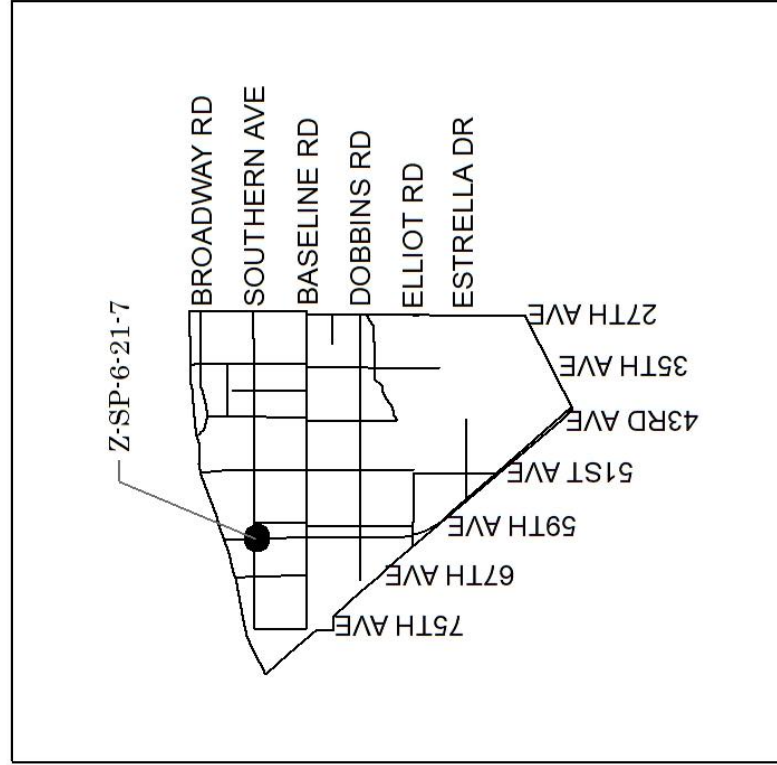 Z-SP-6-21-7
BROADWAY RD
SOUTHERN AVE
BASELINE RD
DOBBINS RD
ELLIOT RD
ESTRELLA DR
27TH AVE
35TH AVE
43RD AVE
51ST AVE
59TH AVE
67TH AVE
75TH AVE